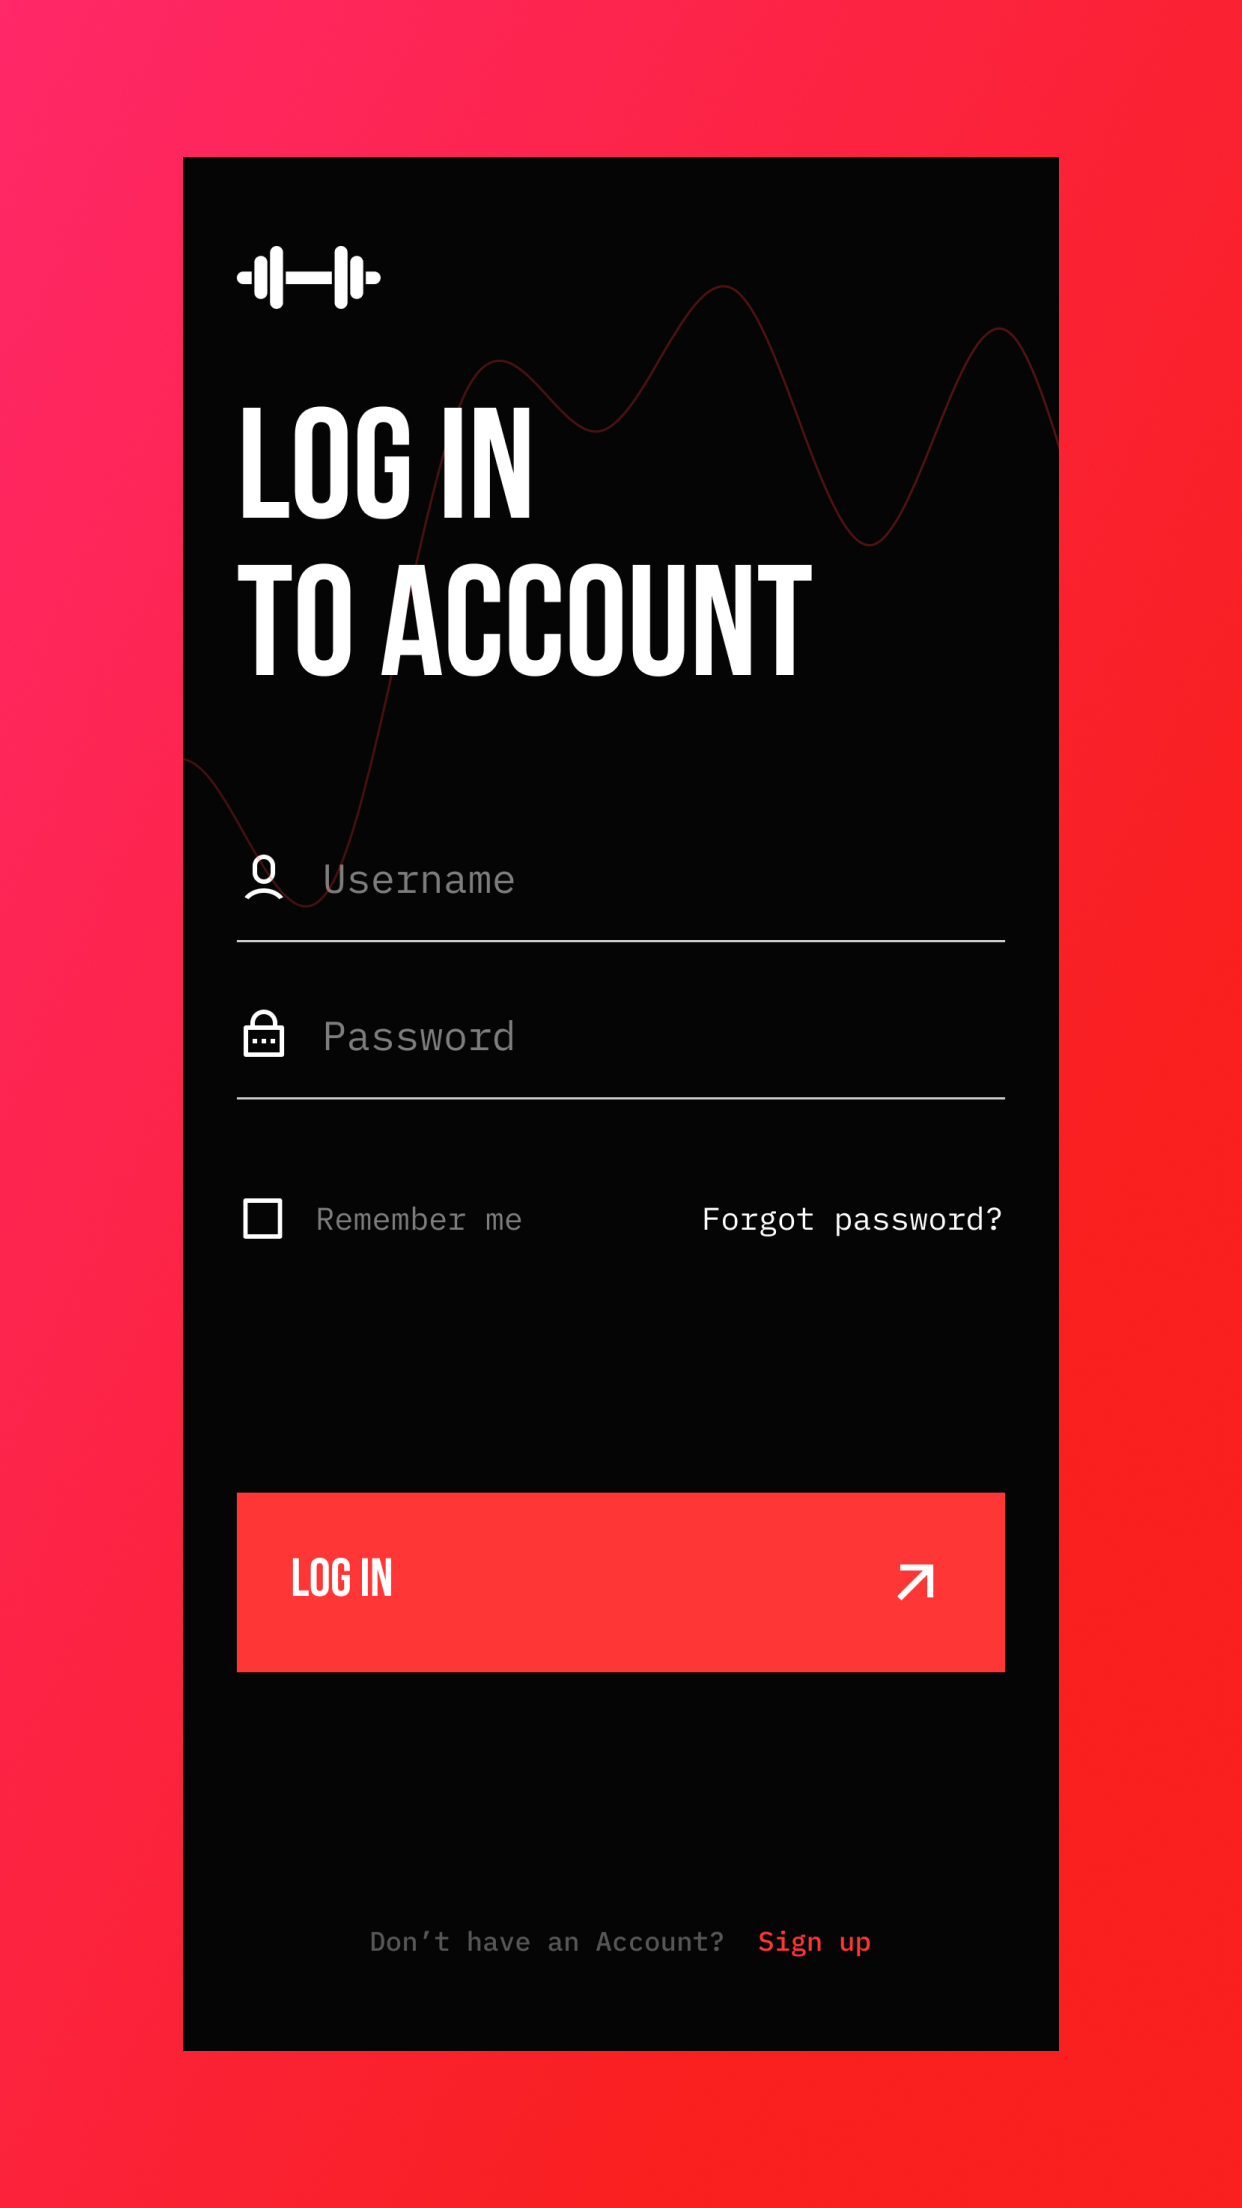 LOG IN
TO ACCOUNT
Username
Password
Remember me
Forgot password?
LOG IN
Don’t have an Account? Sign up